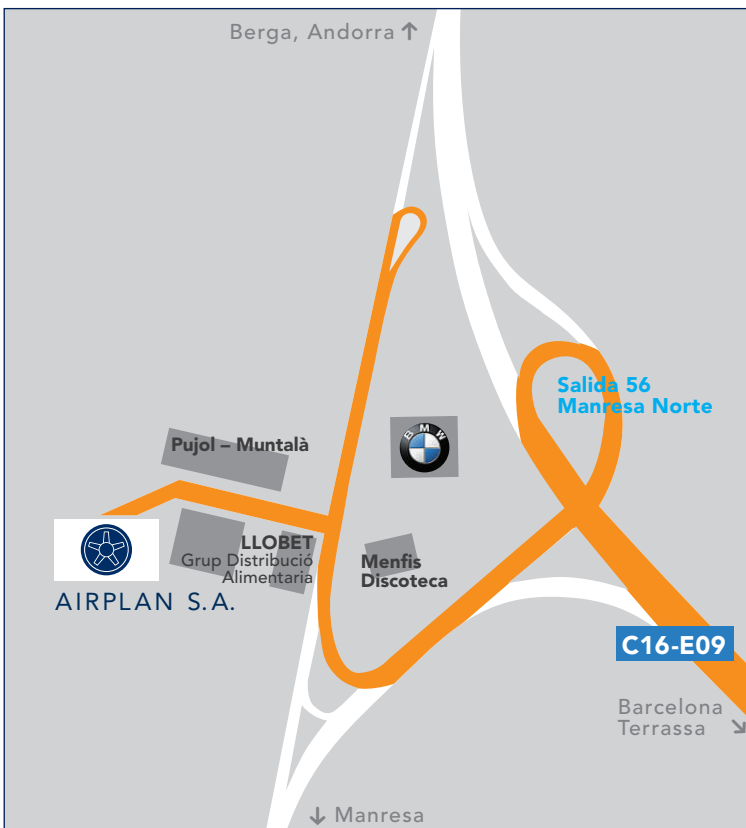 Berga, Andorra ↑
Salida 56
Manresa Norte
BMW
Pujol – Muntalà
LLOBET
Grup Distribució
Alimentaria
Menfis
Discoteca
AIRPLAN S.A.
C16-E09
Barcelona
Terrassa ↘
↓ Manresa